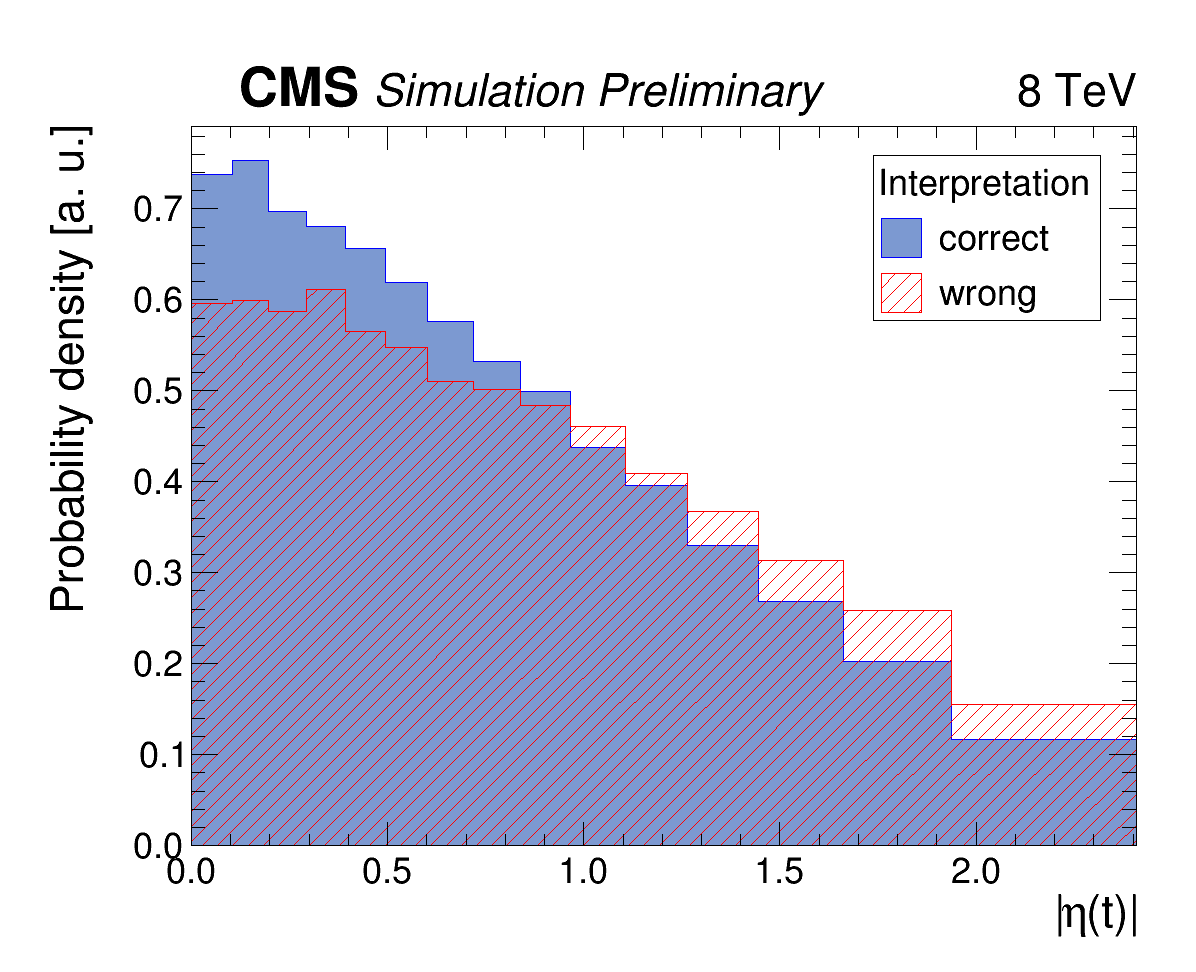 CMS Simulation Preliminary 8 TeV
Probability density [a. u.]
Interpretation
correct
wrong
0.7
0.6
0.5
0.4
0.3
0.2
0.1
0.0
0.0 0.5 1.0 1.5 2.0
|η(t)|